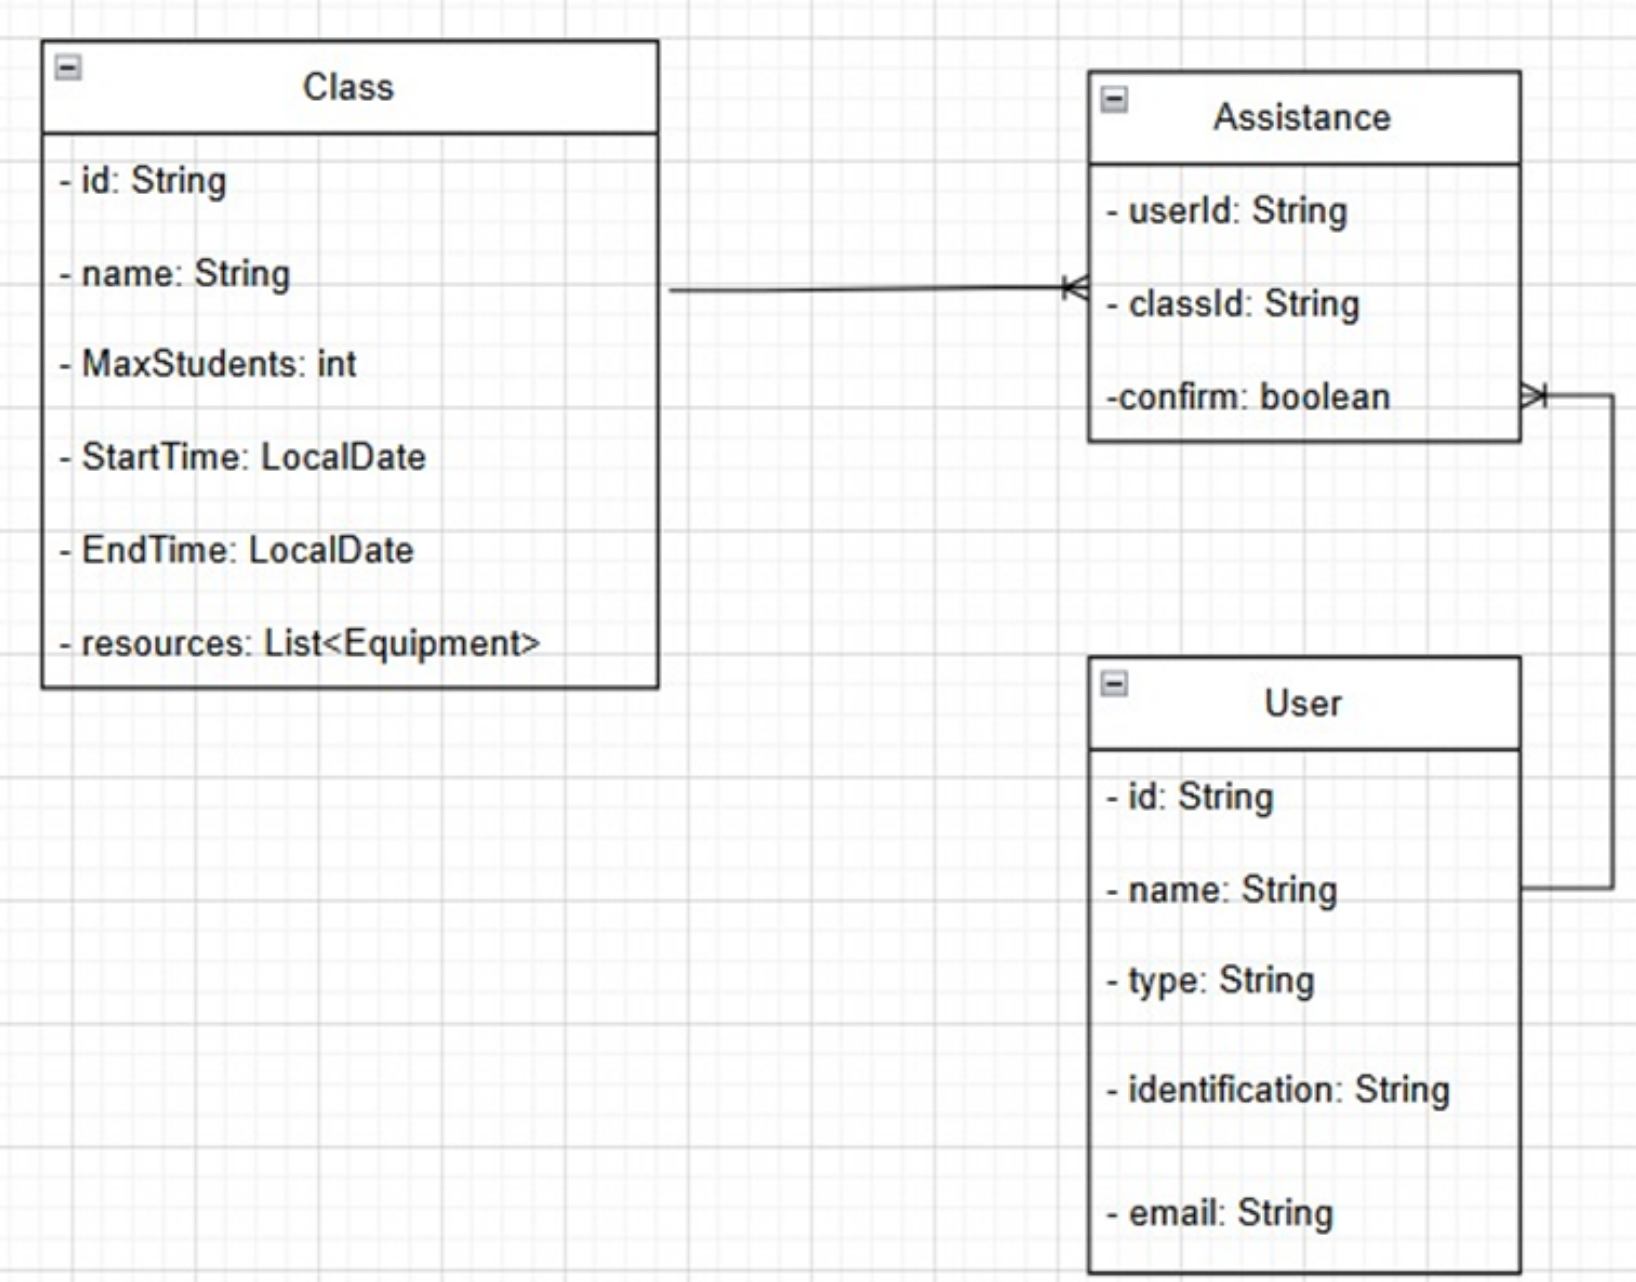 Class
- id: String
- name: String
- MaxStudents: int
- StartTime: LocalDate
- EndTime: LocalDate
- resources: List<Equipment>
Assistance
- userId: String
- classId: String
-confirm: boolean
User
- id: String
- name: String
- type: String
- identification: String
- email: String